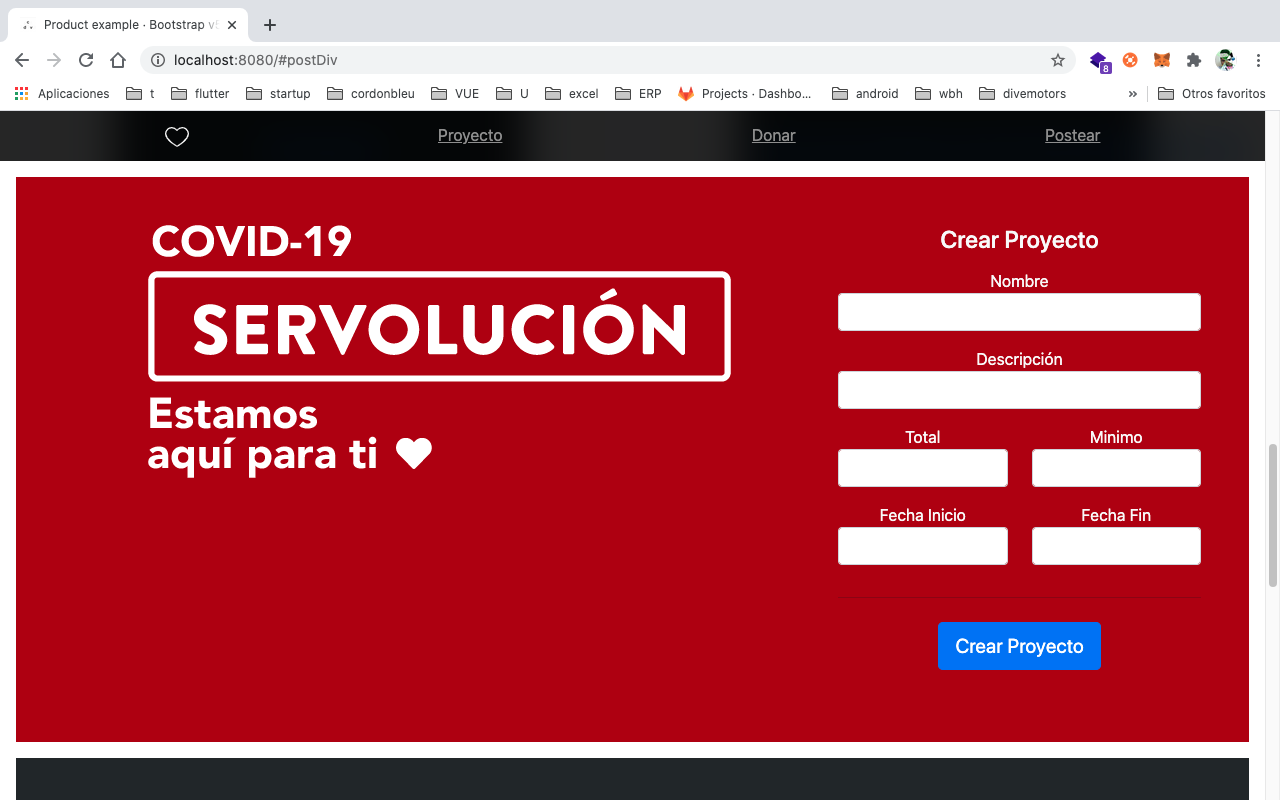 Product example · Bootstrap v5
localhost:8080/#postDiv
8
Aplicaciones t flutter startup cordonbleu VUE U excel ERP Projects · Dashbo... android wbh divemotors » Otros favoritos
Proyecto Donar Postear
COVID-19
SERVOLUCIÓN
Estamos
aquí para ti
Crear Proyecto
Nombre
Descripción
Total Minimo
Fecha Inicio Fecha Fin
Crear Proyecto